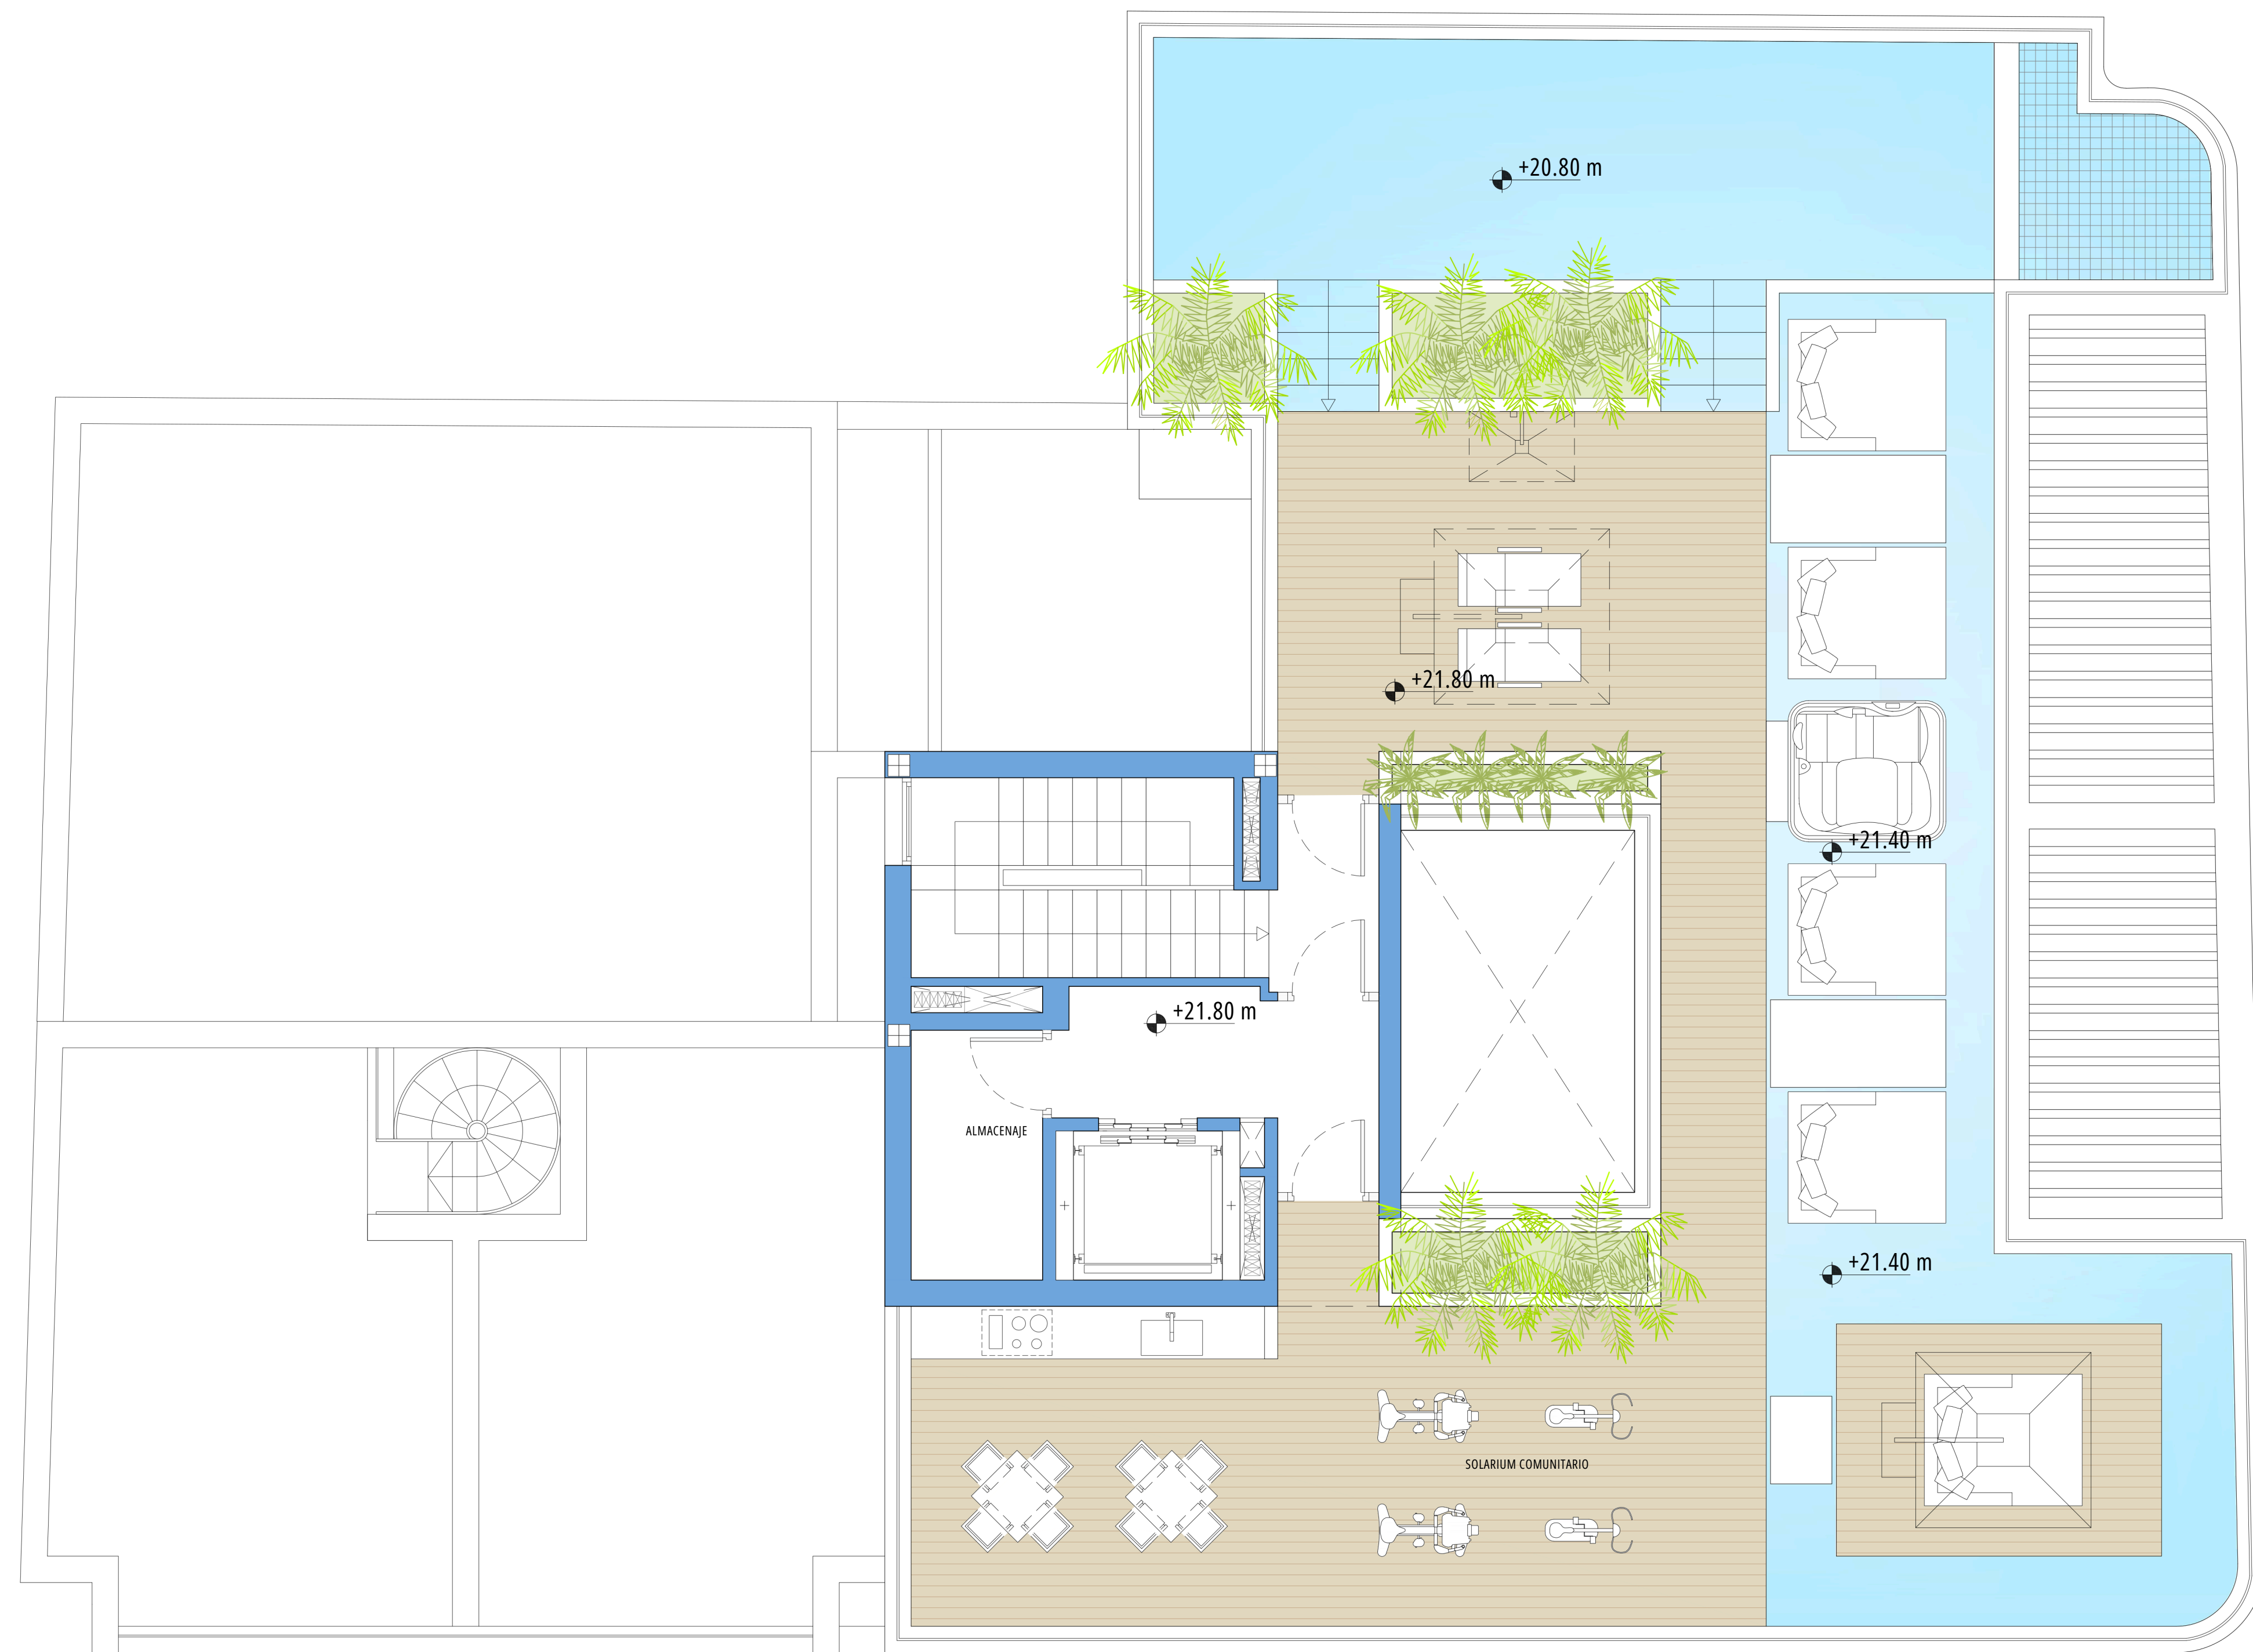 +20.80 m
+21.80 m
+21.40 m
+21.80 m
ALMACENAJE
+21.40 m
SOLARIUM COMUNITARIO